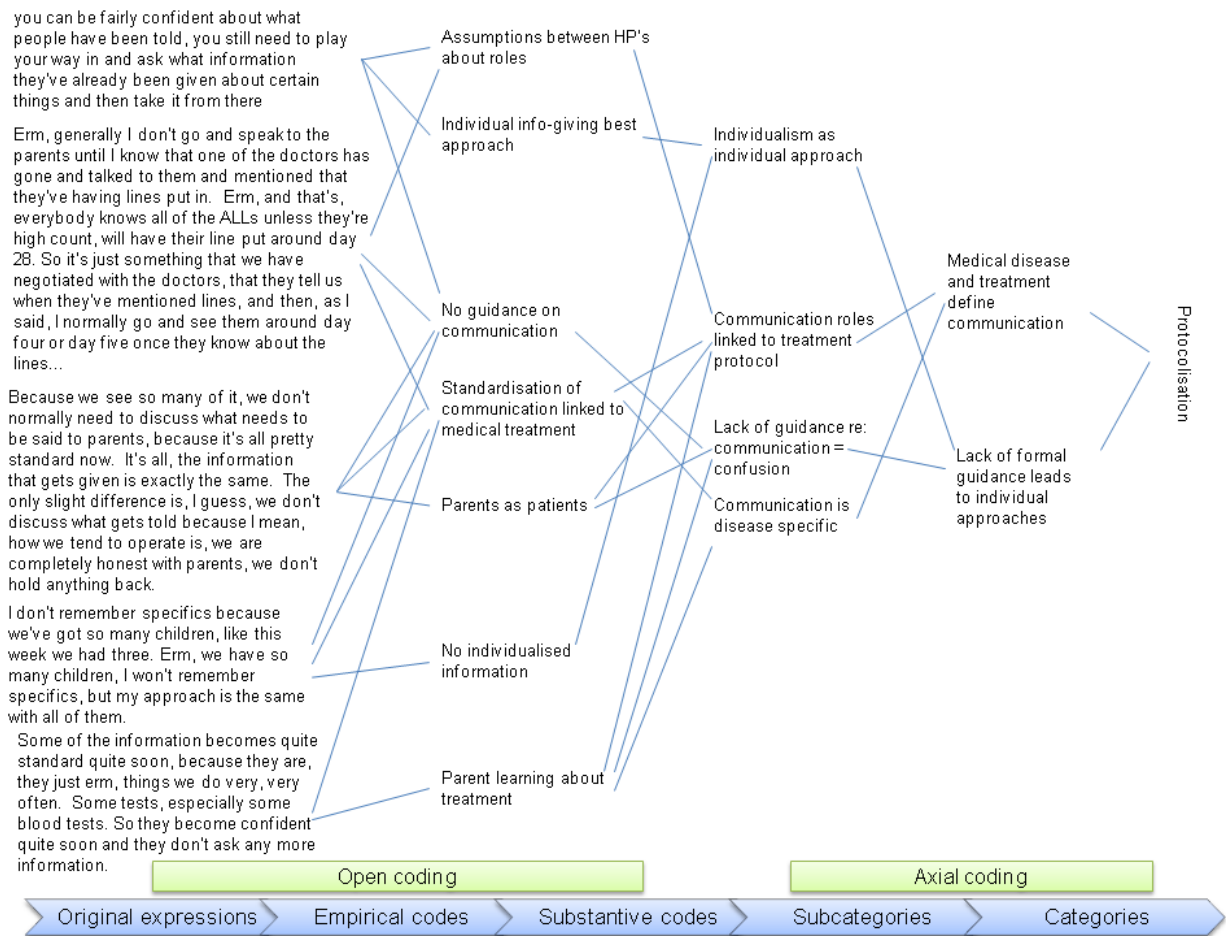 you can be fairly confident about what
people have been told, you still need to play
your way in and ask what information
they've already been given about certain
things and then take it from there
Erm, generally I don't go and speak to the
parents until I know that one of the doctors has
gone and talked to them and mentioned that
they've having lines put in. Erm, and that's,
everybody knows all of the ALLs unless they're
high count, will have their line put around day
28. So it's just something that we have
negotiated with the doctors, that they tell us
when they've mentioned lines, and then, as I
said, I normally go and see them around day
four or day five once they know about the
lines...
Because we see so many of it, we don't
normally need to discuss what needs to
be said to parents, because it's all pretty
standard now. It's all, the information
that gets given is exactly the same. The
only slight difference is, I guess, we don't
discuss what gets told because I mean,
how we tend to operate is, we are
completely honest with parents, we don't
hold anything back.
I don't remember specifics because
we've got so many children, like this
week we had three. Erm, we have so
many children, I won't remember
specifics, but my approach is the same
with all of them.
Some of the information becomes quite
standard quite soon, because they are,
they just erm, things we do very, very
often. Some tests, especially some
blood tests. So they become confident
quite soon and they don't ask any more
information.
Assumptions between HP's
about roles
Individual info-giving best
approach
No guidance on
communication
Standardisation of
communication linked to
medical treatment
Parents as patients
No individualised
information
Parent learning about
treatment
Individualism as
individual approach
Communication roles
linked to treatment
protocol
Lack of guidance re:
communication =
confusion
Communication is
disease specific
Medical disease
and treatment
define
communication
Lack of formal
guidance leads
to individual
approaches
Protocolisation
Open coding
Axial coding
Original expressions
Empirical codes
Substantive codes
Subcategories
Categories